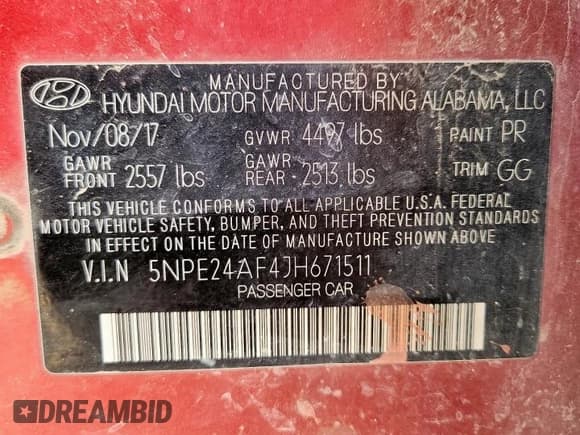 MANUFACTURED BY
HYUNDAI MOTOR MANUFACTURING ALABAMA, LLC
Nov/08/17 GVWR 4497 lbs PAINT PR
GAWR FRONT 2557 lbs GAWR REAR 2513 lbs TRIM GG
THIS VEHICLE CONFORMS TO ALL APPLICABLE U.S.A. FEDERAL
MOTOR VEHICLE SAFETY, BUMPER, AND THEFT PREVENTION STANDARDS
IN EFFECT ON THE DATE OF MANUFACTURE SHOWN ABOVE.
V.I.N 5NPE24AF4JH671511
PASSENGER CAR
DREAMBID